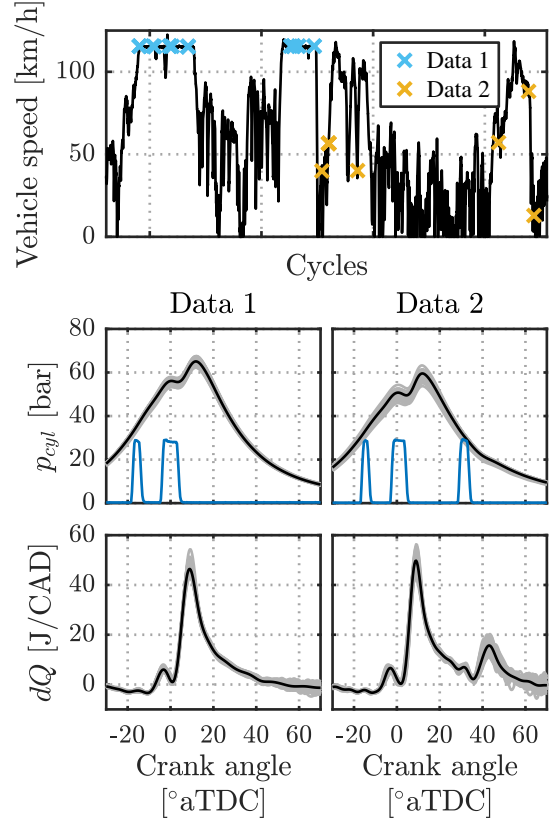 Vehicle speed [km/h]
100
50
0
Data 1
Data 2
Cycles
Data 1 Data 2
p_cyl [bar]
80
60
40
20
0
dQ [J/CAD]
60
40
20
0
-20 0 20 40 60 -20 0 20 40 60
Crank angle Crank angle
[°aTDC] [°aTDC]